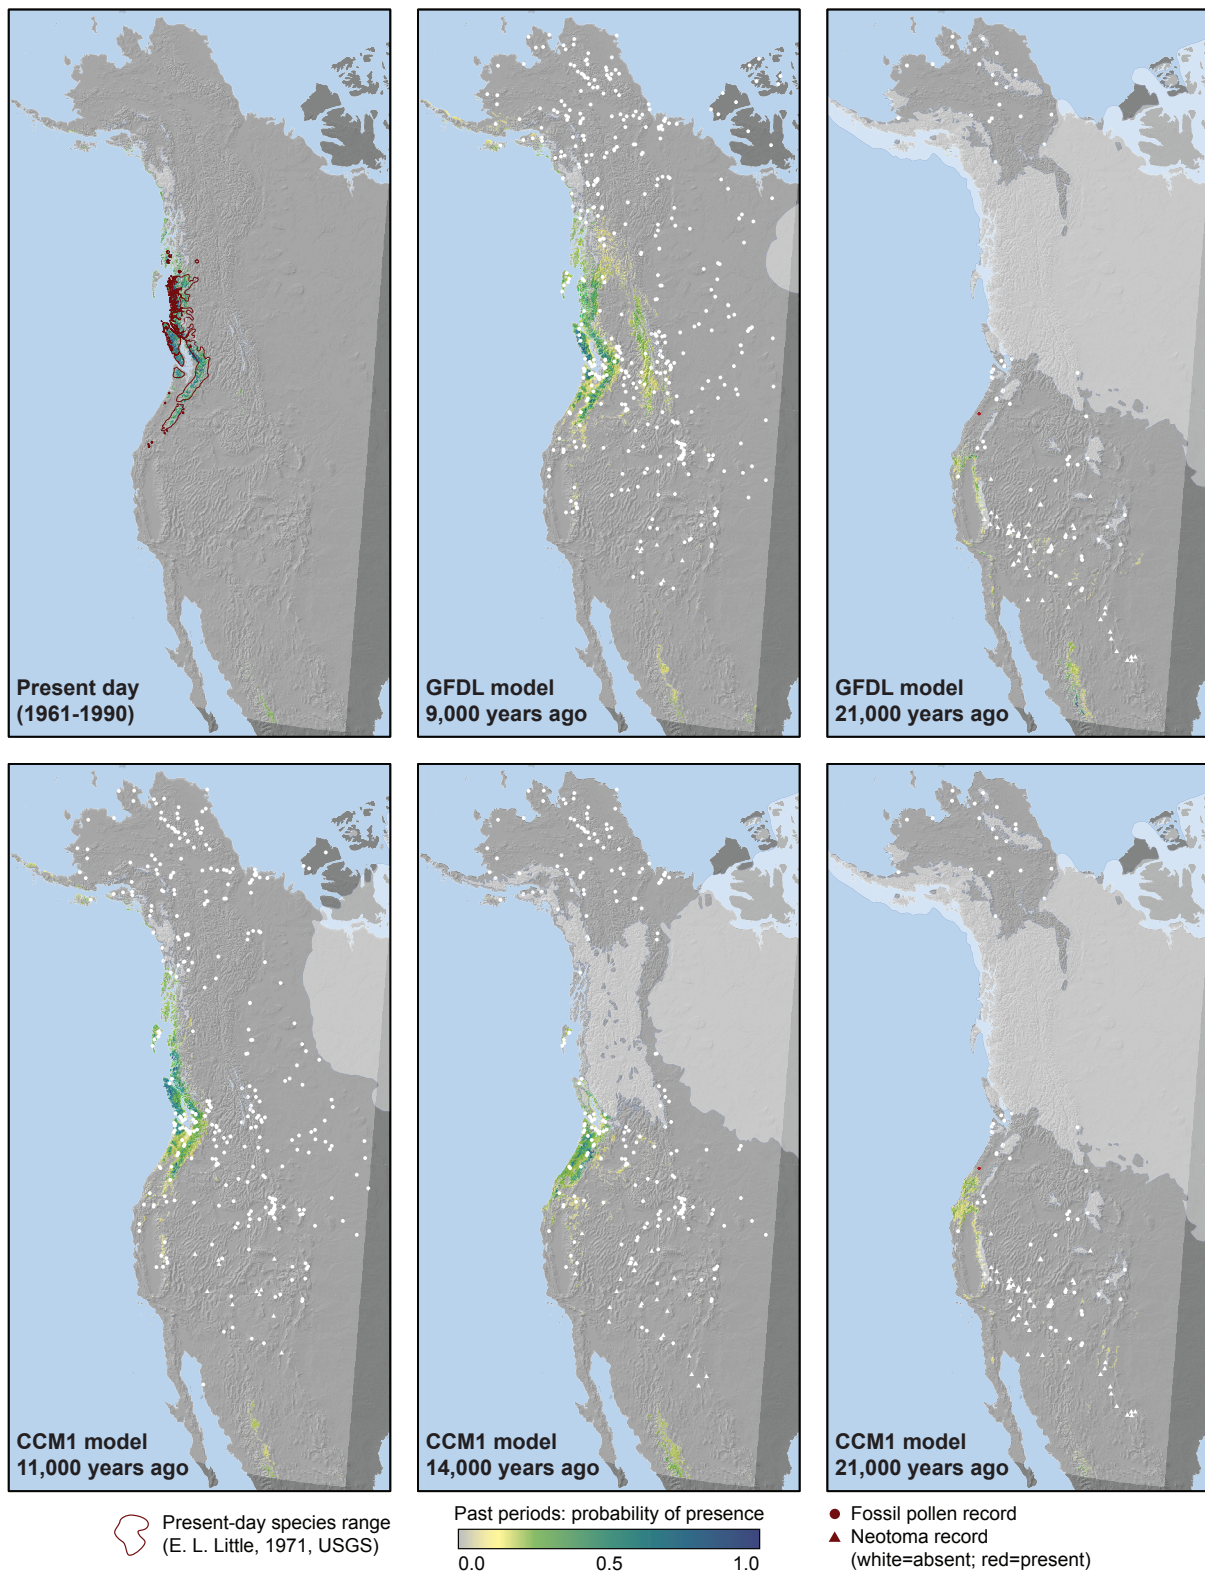 Present day
(1961-1990)
GFDL model
9,000 years ago
GFDL model
21,000 years ago
CCM1 model
11,000 years ago
CCM1 model
14,000 years ago
CCM1 model
21,000 years ago
Present-day species range
(E. L. Little, 1971, USGS)
Past periods: probability of presence
0.0
0.5
1.0
Fossil pollen record
Neotoma record
(white=absent; red=present)